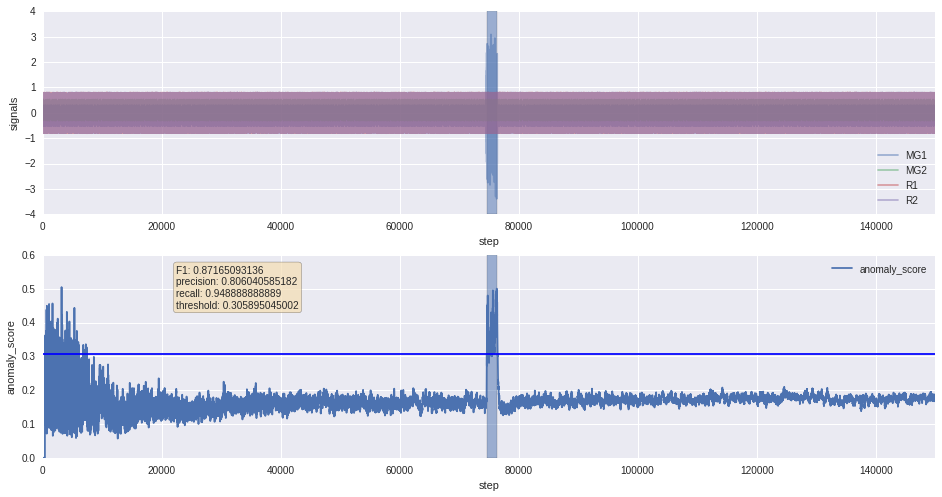 4
3
2
1
0
−1
−2
−3
−4
signals
MG1
MG2
R1
R2
0 20000 40000 60000 80000 100000 120000 140000
step
0.6
0.5
0.4
0.3
0.2
0.1
0.0
anomaly_score
F1: 0.87165093136
precision: 0.806040585182
recall: 0.948888888889
threshold: 0.305895045002
anomaly_score
0 20000 40000 60000 80000 100000 120000 140000
step